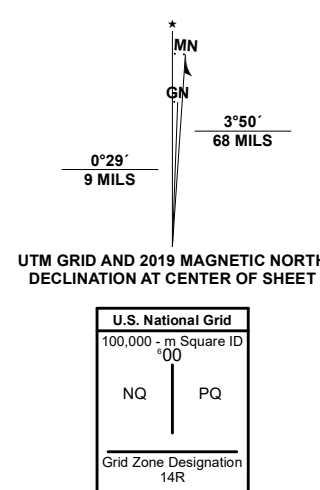 ★
MN
GN
3°50´
68 MILS
0°29´
9 MILS
UTM GRID AND 2019 MAGNETIC NORTH
DECLINATION AT CENTER OF SHEET
U.S. National Grid
100,000 - m Square ID
⁶00
NQ PQ
Grid Zone Designation
14R